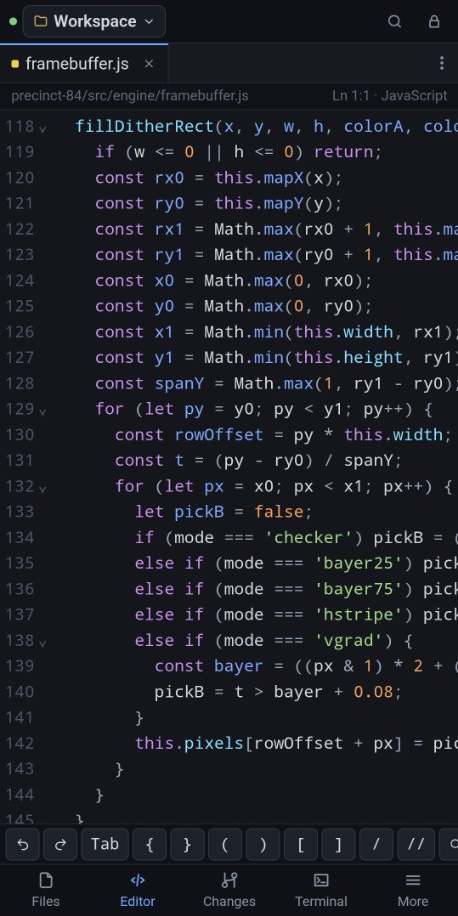 Workspace
framebuffer.js
precinct-84/src/engine/framebuffer.js Ln 1:1 · JavaScript
118 fillDitherRect(x, y, w, h, colorA, colo
119 if (w <= 0 || h <= 0) return;
120 const rx0 = this.mapX(x);
121 const ry0 = this.mapY(y);
122 const rx1 = Math.max(rx0 + 1, this.ma
123 const ry1 = Math.max(ry0 + 1, this.ma
124 const x0 = Math.max(0, rx0);
125 const y0 = Math.max(0, ry0);
126 const x1 = Math.min(this.width, rx1);
127 const y1 = Math.min(this.height, ry1)
128 const spanY = Math.max(1, ry1 - ry0);
129 for (let py = y0; py < y1; py++) {
130 const rowOffset = py * this.width;
131 const t = (py - ry0) / spanY;
132 for (let px = x0; px < x1; px++) {
133 let pickB = false;
134 if (mode === 'checker') pickB = (
135 else if (mode === 'bayer25') pick
136 else if (mode === 'bayer75') pick
137 else if (mode === 'hstripe') pick
138 else if (mode === 'vgrad') {
139 const bayer = ((px & 1) * 2 + (
140 pickB = t > bayer + 0.08;
141 }
142 this.pixels[rowOffset + px] = pic
143 }
144 }
145 }
Tab { } ( ) [ ] / //
Files Editor Changes Terminal More